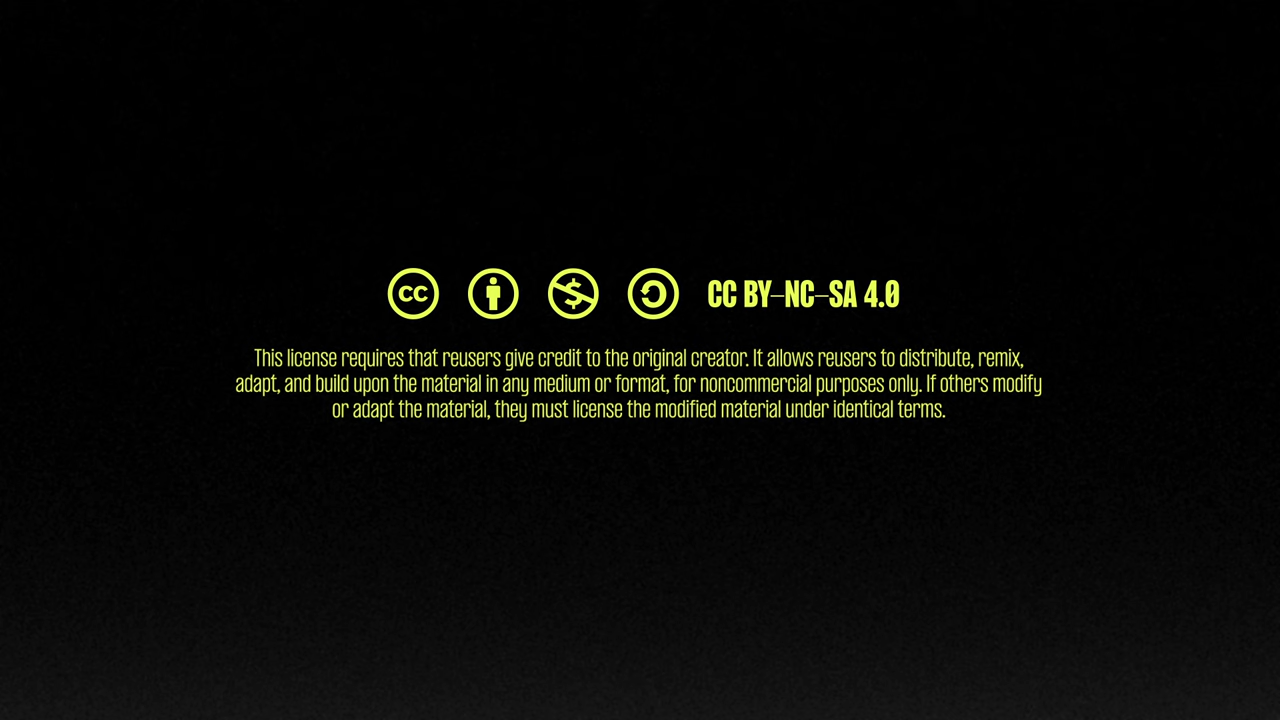 CC BY–NC–SA 4.0
This license requires that reusers give credit to the original creator. It allows reusers to distribute, remix,
adapt, and build upon the material in any medium or format, for noncommercial purposes only. If others modify
or adapt the material, they must license the modified material under identical terms.